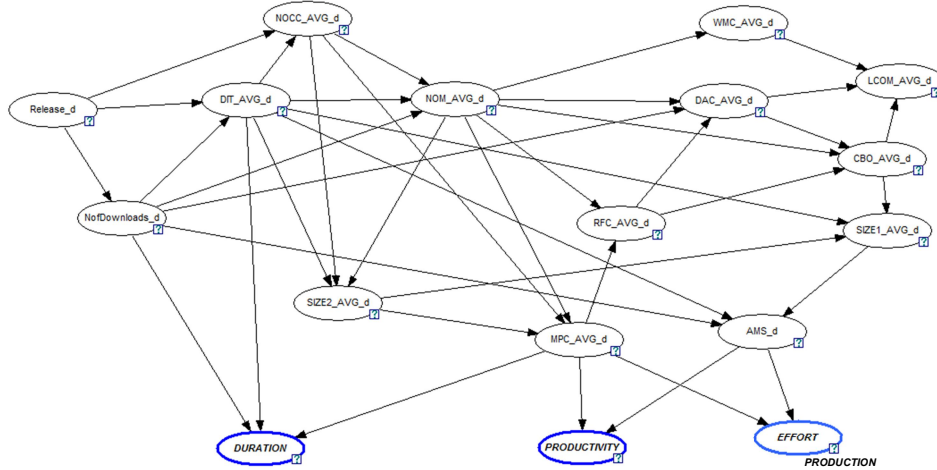 NOCC_AVG_d
?
WMC_AVG_d
?
LCOM_AVG_d
?
Release_d
?
DIT_AVG_d
?
NOM_AVG_d
?
DAC_AVG_d
?
CBO_AVG_d
?
NofDownloads_d
?
RFC_AVG_d
?
SIZE1_AVG_d
?
SIZE2_AVG_d
?
MPC_AVG_d
?
AMS_d
?
DURATION
?
PRODUCTIVITY
?
EFFORT
?
PRODUCTION